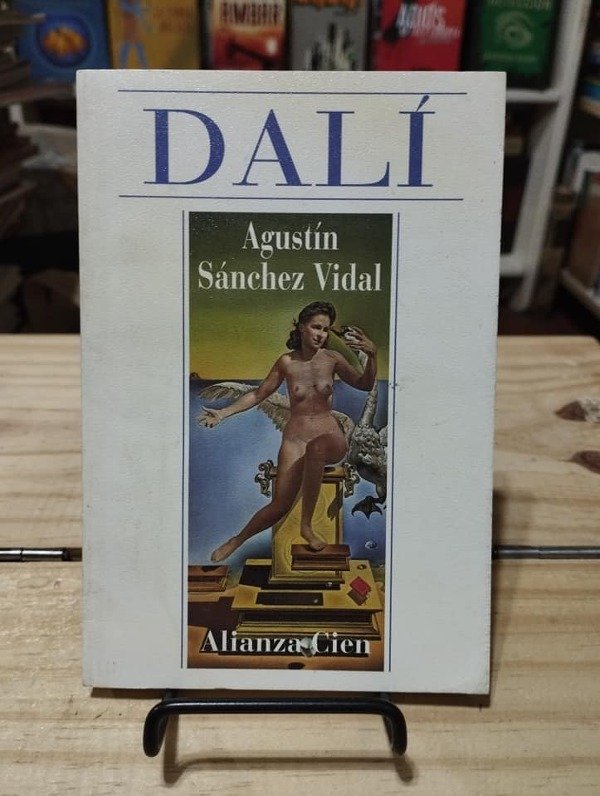 DALÍ
Agustín
Sánchez Vidal
Alianza Cien